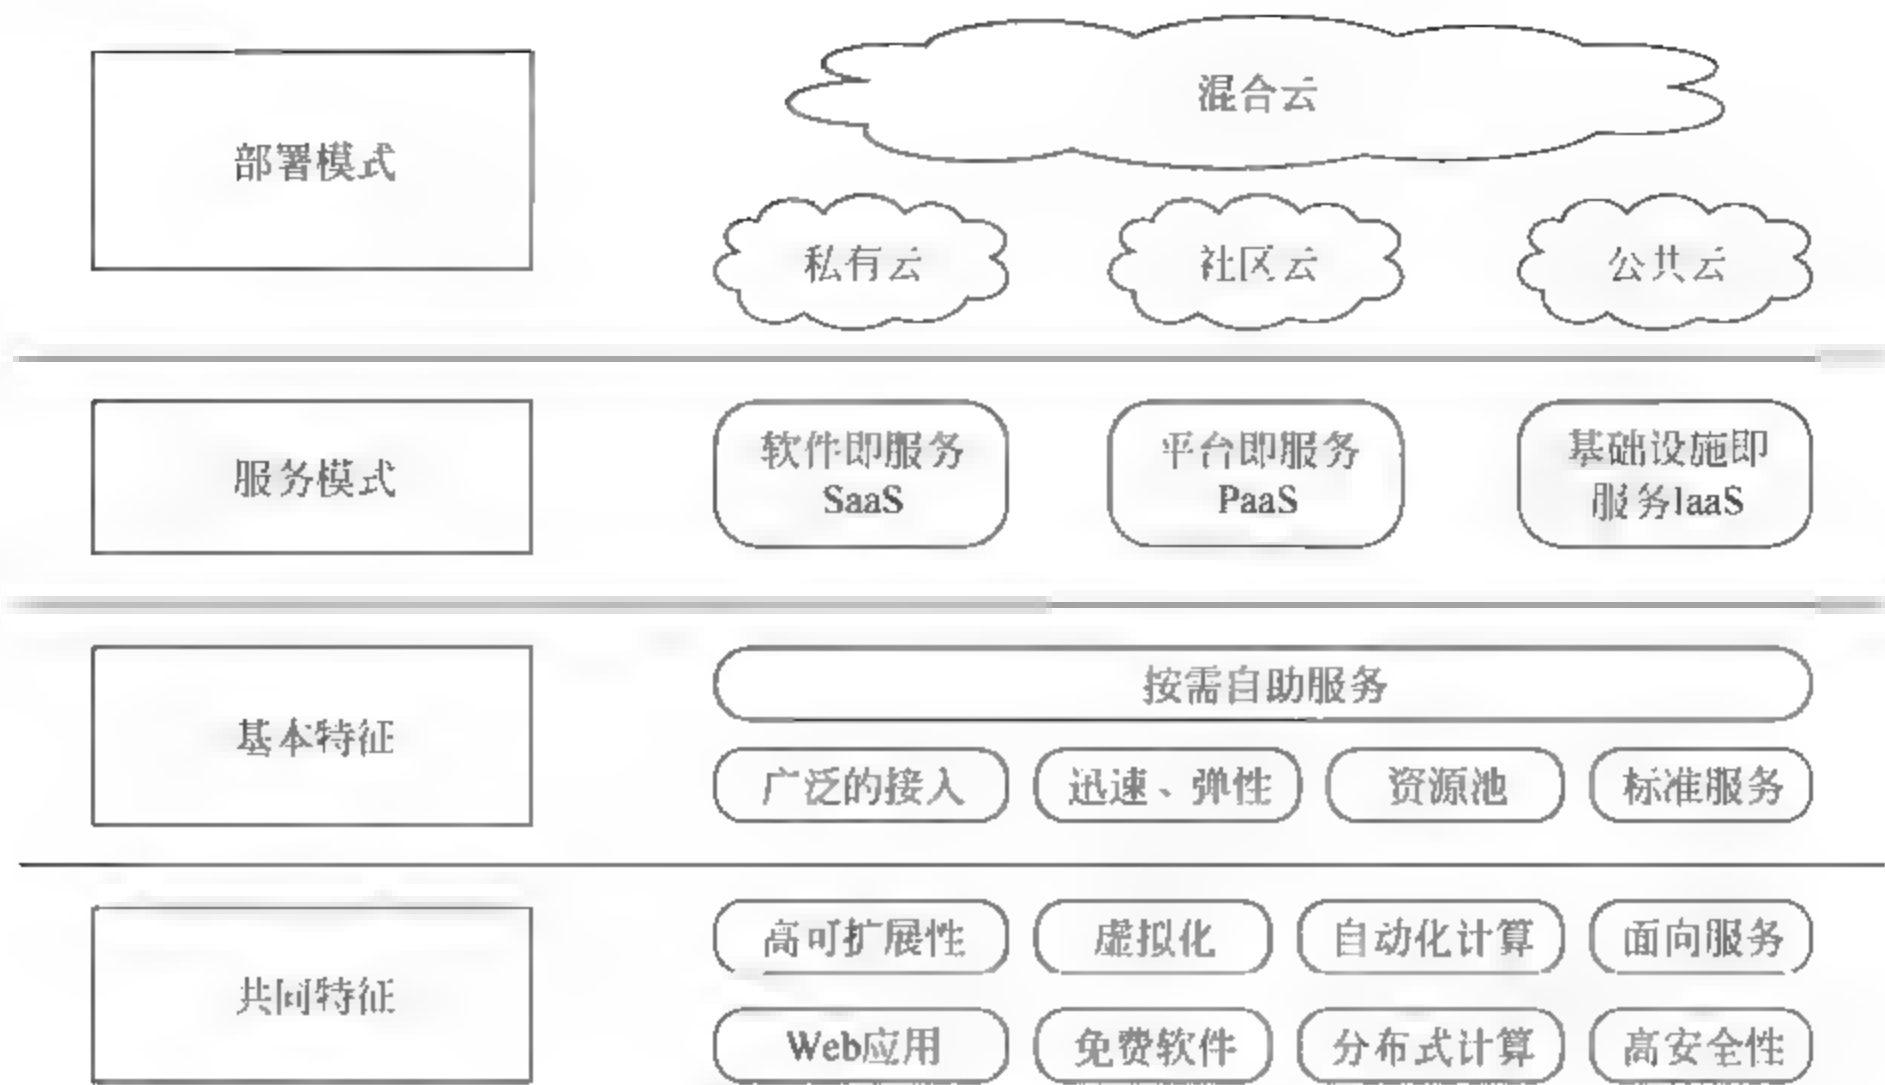 部署模式
混合云
私有云
社区云
公共云
服务模式
软件即服务
SaaS
平台即服务
PaaS
基础设施即
服务IaaS
基本特征
按需自助服务
广泛的接入
迅速、弹性
资源池
标准服务
共同特征
高可扩展性
虚拟化
自动化计算
面向服务
Web应用
免费软件
分布式计算
高安全性